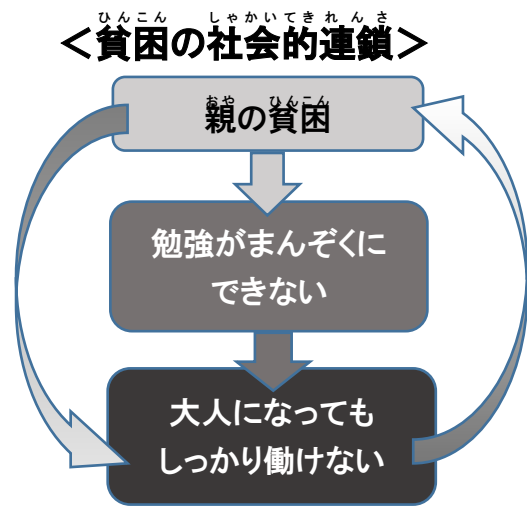 ひんこん しゃかいてきれんさ
＜貧困の社会的連鎖＞
おや ひんこん
親の貧困
勉強がまんぞくに
できない
大人になっても
しっかり働けない